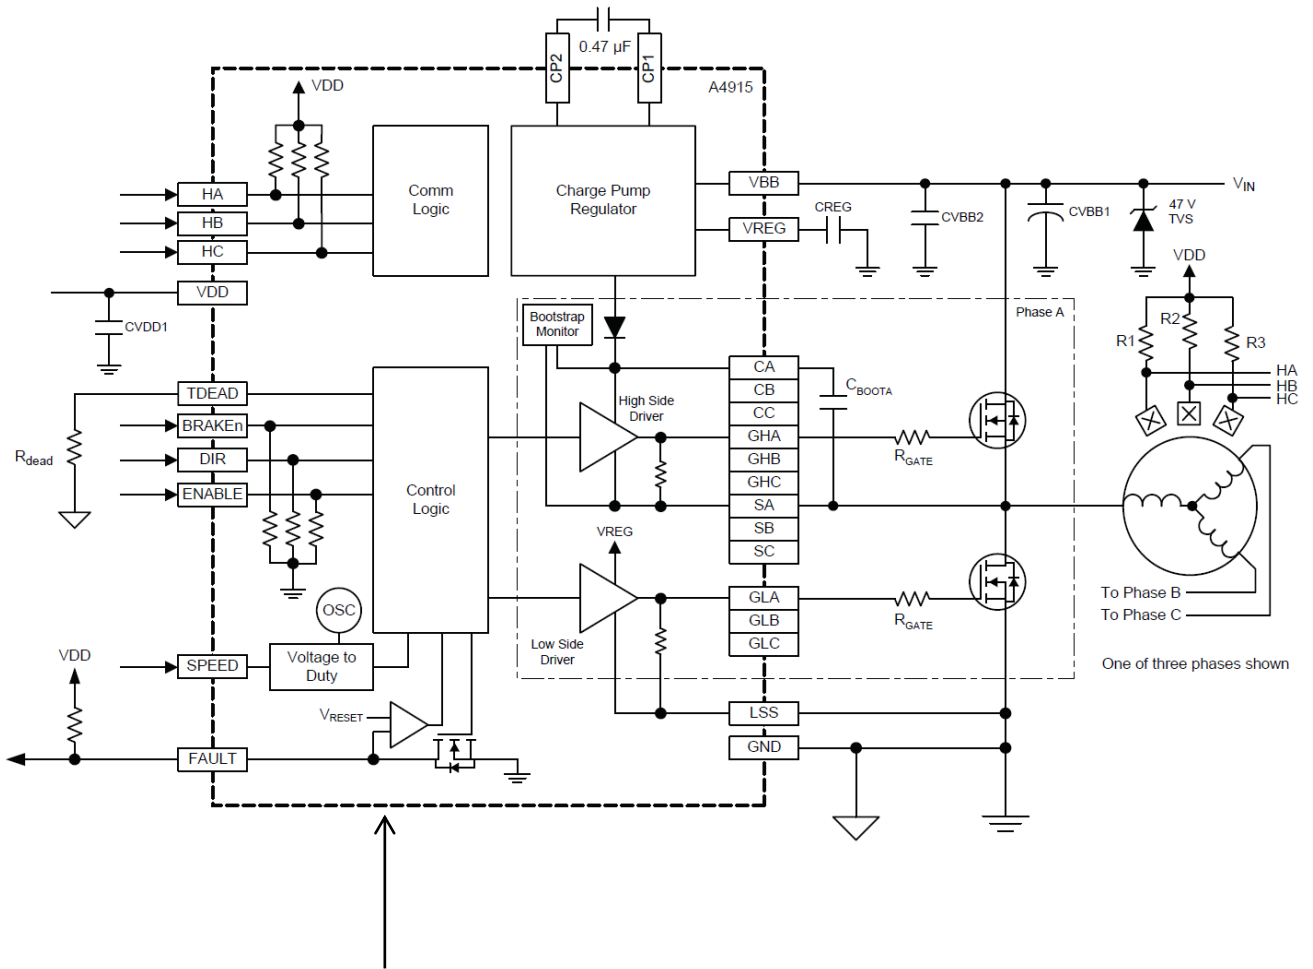 0.47 µF
CP2
CP1
A4915
VDD
Comm
Logic
Charge Pump
Regulator
HA
HB
HC
VDD
CVDD1
VBB
VREG
CREG
CVBB2
CVBB1
47 V
TVS
VIN
VDD
R1
R2
R3
HA
HB
HC
Phase A
Bootstrap
Monitor
TDEAD
BRAKEn
DIR
ENABLE
Rdead
Control
Logic
High Side
Driver
CA
CB
CC
GHA
GHB
GHC
SA
SB
SC
CBOOTA
RGATE
VREG
Low Side
Driver
GLA
GLB
GLC
RGATE
To Phase B
To Phase C
One of three phases shown
OSC
VDD
SPEED
Voltage to
Duty
VRESET
FAULT
LSS
GND